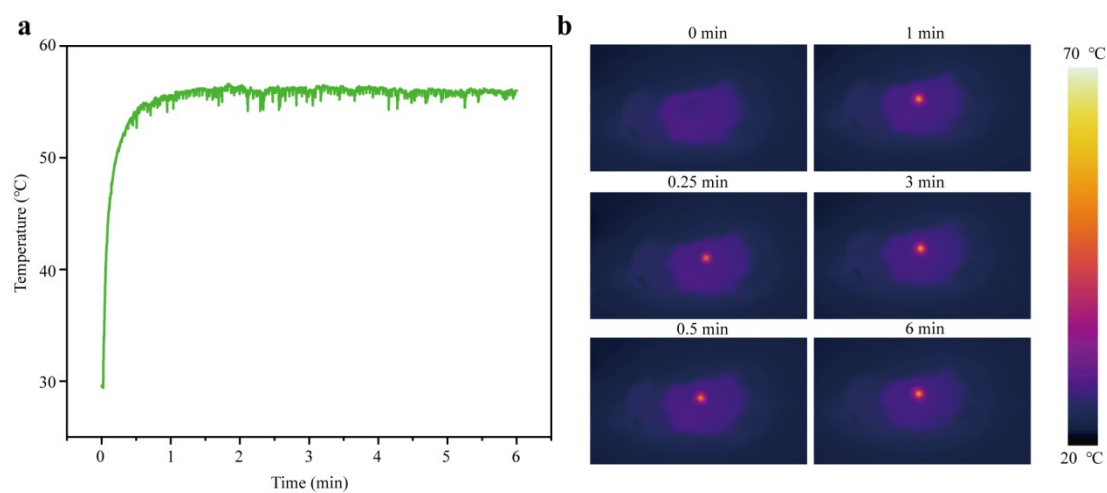 a
60
50
40
30
Temperature (℃)
0 1 2 3 4 5 6
Time (min)
b
0 min 1 min
0.25 min 3 min
0.5 min 6 min
70 ℃
20 ℃